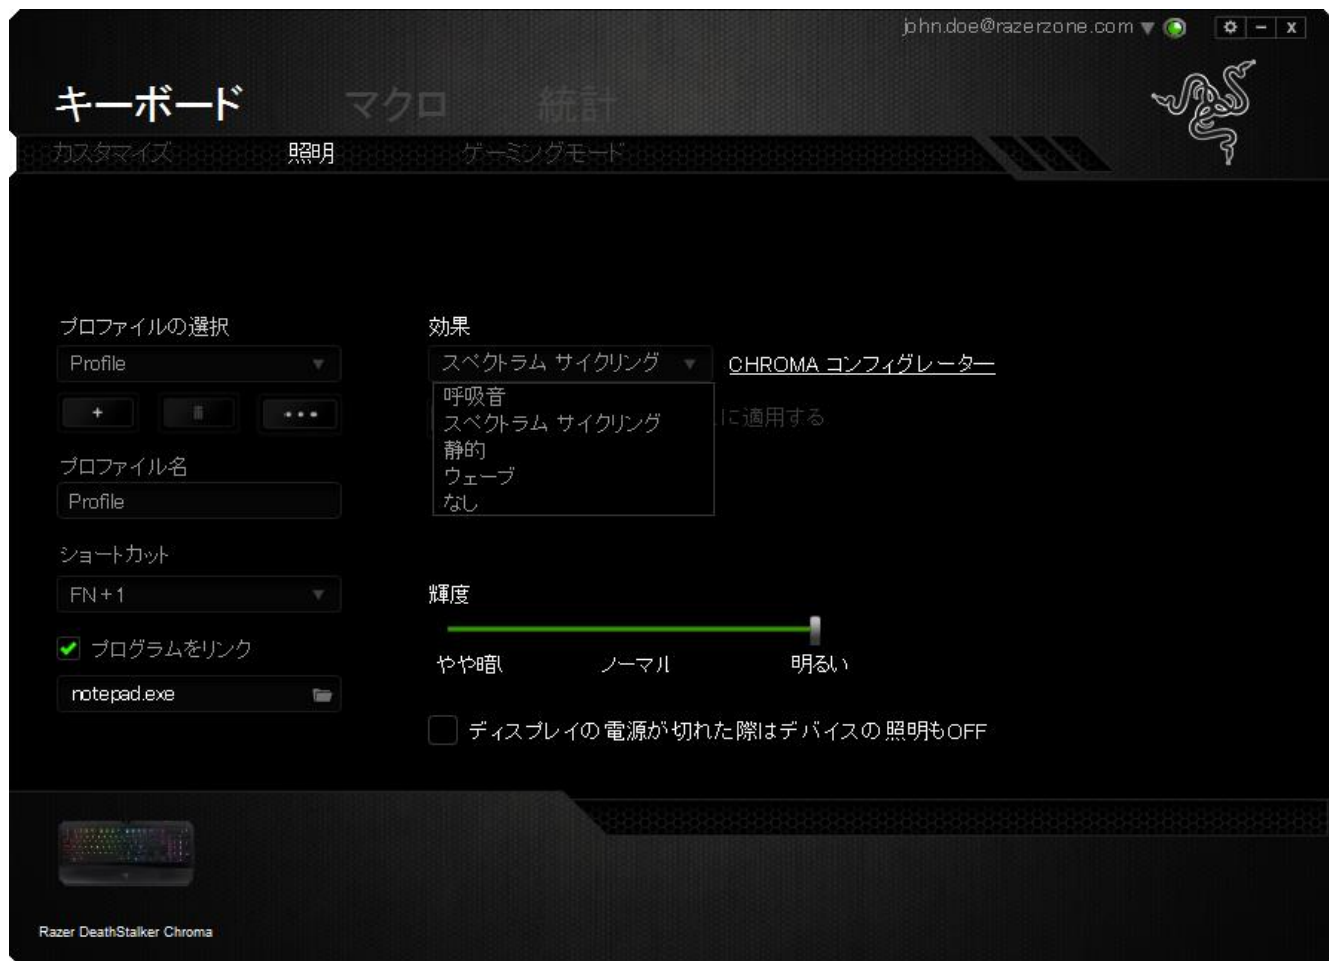 john.doe@razerzone.com
キーボード マクロ 統計
カスタマイズ 照明 ゲーミングモード
プロファイルの選択
Profile
プロファイル名
Profile
ショートカット
FN + 1
プログラムをリンク
notepad.exe
効果
スペクトラム サイクリング
CHROMA コンフィグレーター
呼吸音
スペクトラム サイクリング
静的
ウェーブ
なし
に適用する
輝度
やや暗い ノーマル 明るい
ディスプレイの電源が切れた際はデバイスの照明もOFF
Razer DeathStalker Chroma